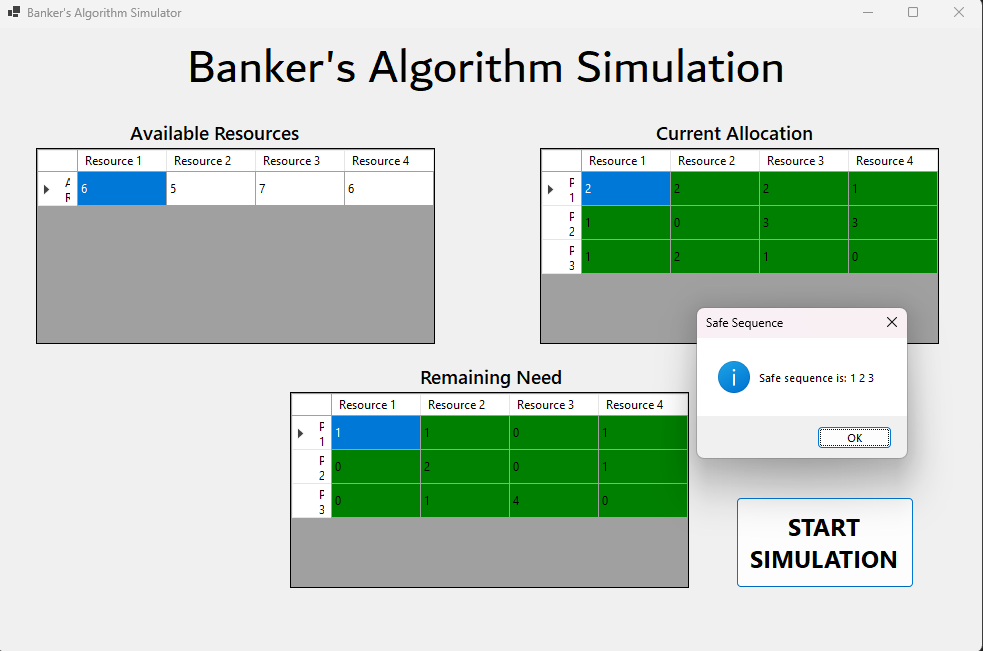 Banker's Algorithm Simulator
Banker's Algorithm Simulation
Available Resources
Resource 1 Resource 2 Resource 3 Resource 4
6 5 7 6
Current Allocation
Resource 1 Resource 2 Resource 3 Resource 4
P 1 2 2 2 1
P 2 1 0 3 3
P 3 1 2 1 0
Safe Sequence
Safe sequence is: 1 2 3
OK
Remaining Need
Resource 1 Resource 2 Resource 3 Resource 4
P 1 1 1 0 1
P 2 0 2 0 1
P 3 0 1 4 0
START
SIMULATION